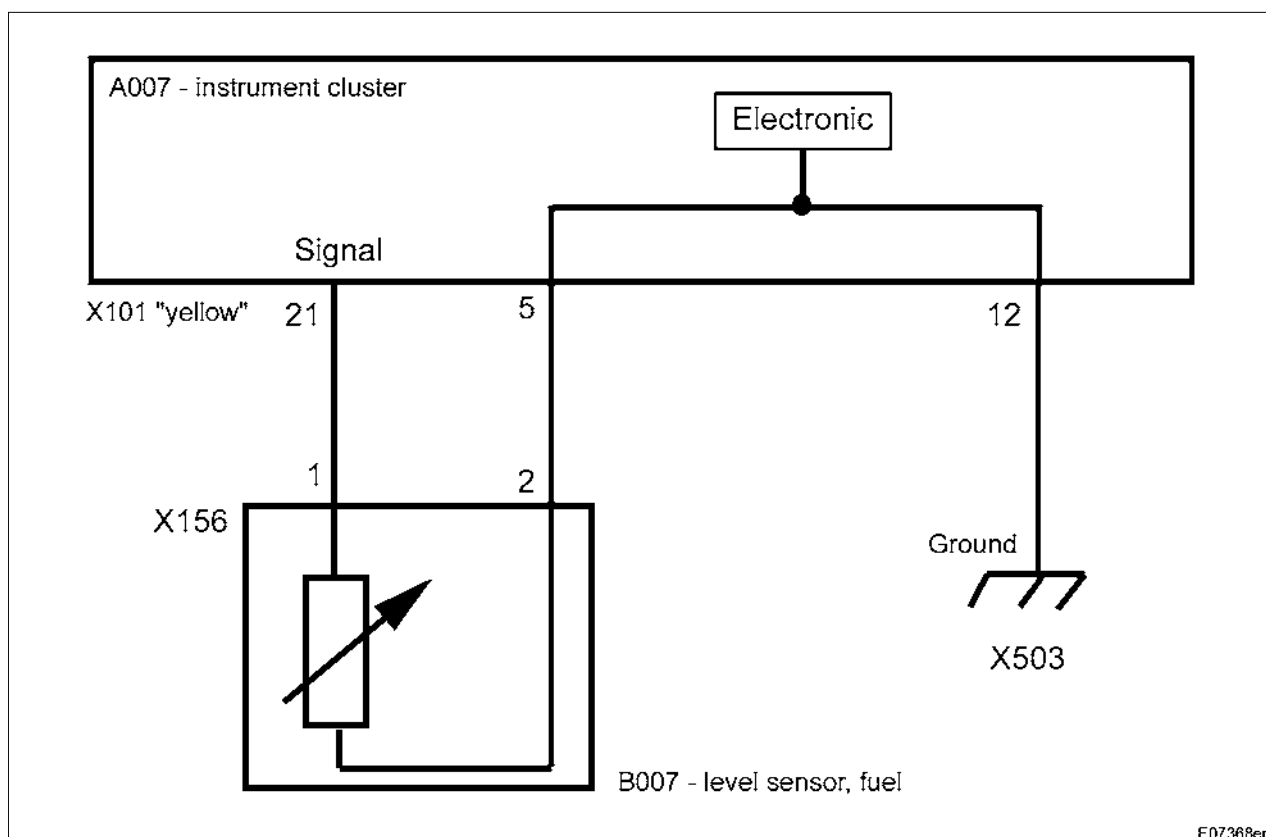 A007 - instrument cluster
Electronic
Signal
X101 "yellow"
21
5
12
1
2
X156
Ground
X503
B007 - level sensor, fuel
E07368en